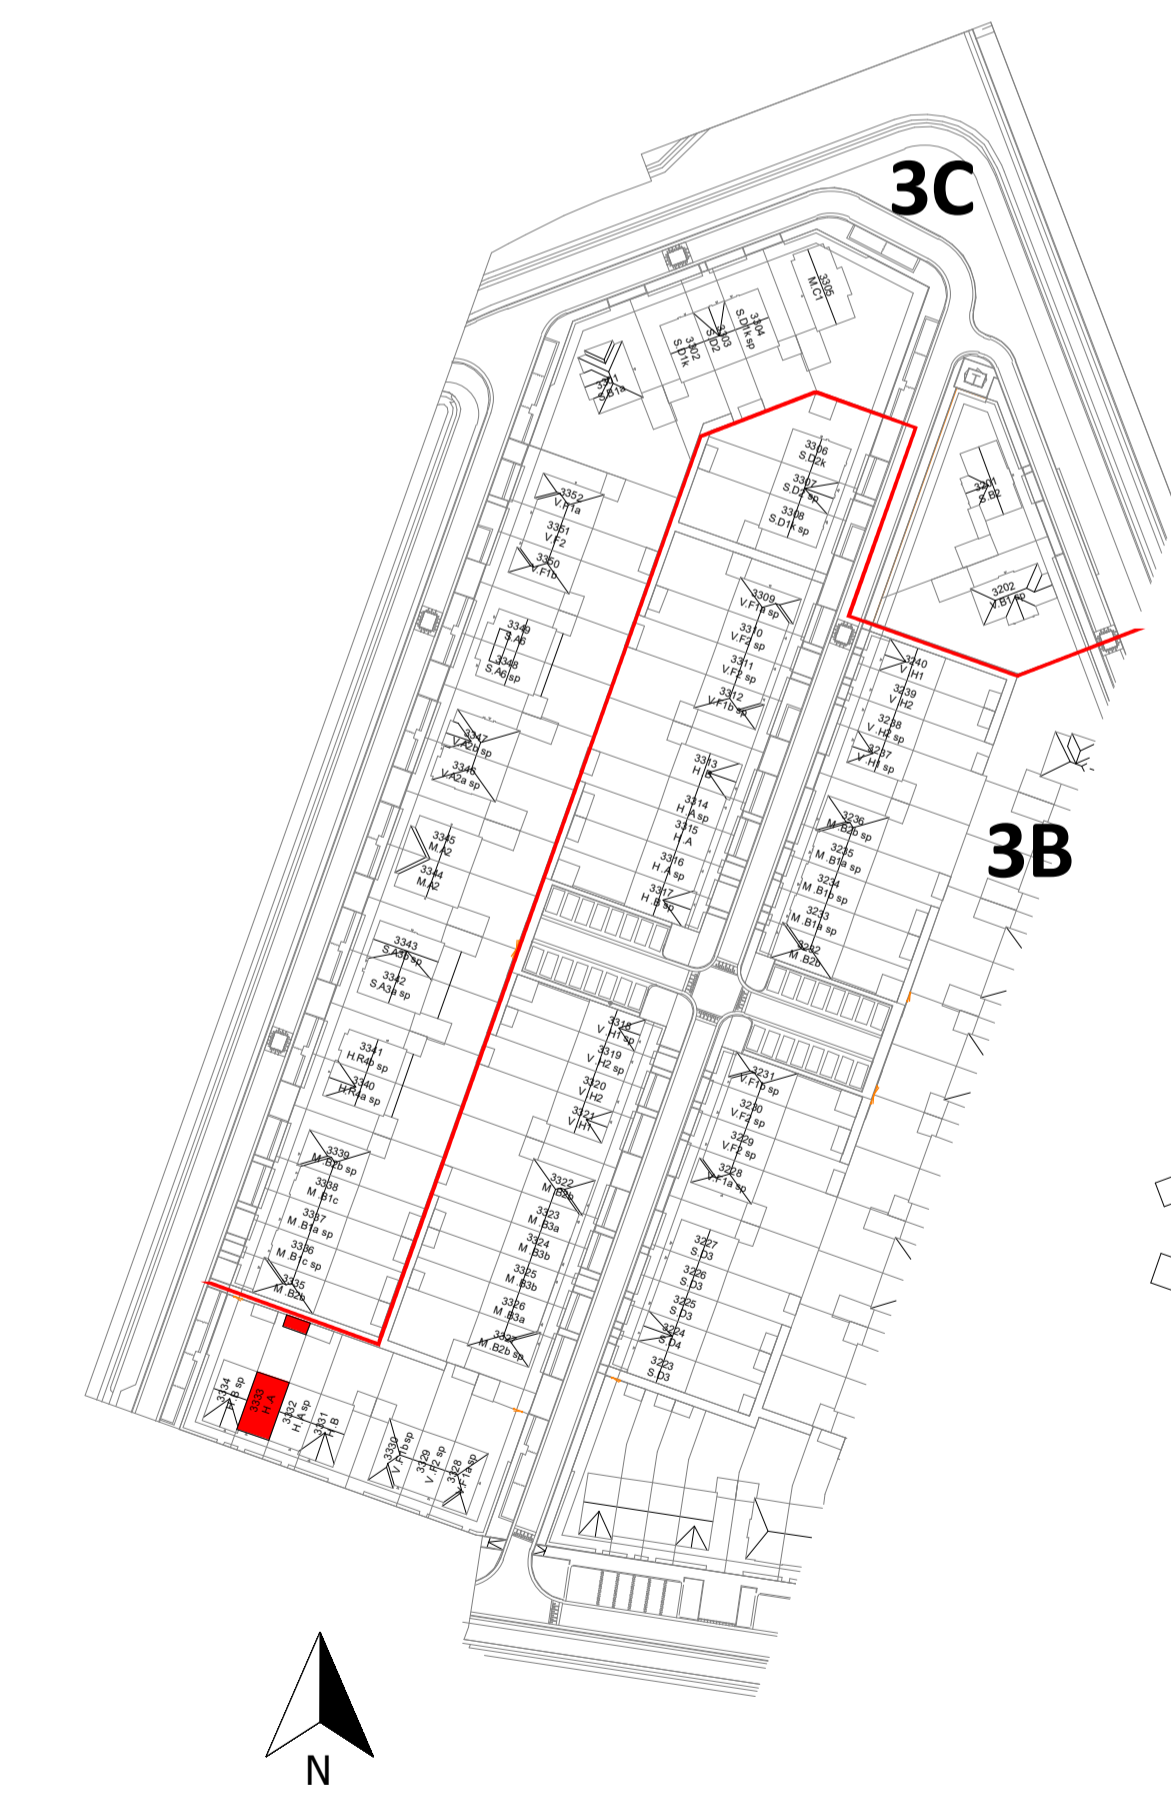 3C
3305
M.C1
3304
S.D1k sp
3303
S.D2
3302
S.D1k
3301
S.B1a
3306
S.D2k
3307
S.D2 sp
3308
S.D1k sp
T
3201
S.B2
3202
V.B1 sp
3352
V.F1a
3351
V.F2
3350
V.F1b
3309
V.F1a sp
3310
V.F2 sp
3311
V.F2 sp
3312
V.F1b sp
3349
S.A6
3348
S.A6 sp
3240
V.H1
3239
V.H2
3238
V.H2 sp
3237
V.H1 sp
3347
V.A2b sp
3346
V.A2a sp
3313
H.B
3314
H.A sp
3315
H.A
3316
H.A sp
3317
H.B sp
3B
3236
M.B2b sp
3235
M.B1a sp
3234
M.B1b sp
3233
M.B1a sp
3232
M.B2b
3345
M.A2
3344
M.A2
3343
S.A3b sp
3342
S.A3a sp
3341
H.R4b sp
3340
H.R4a sp
3318
V.H1 sp
3319
V.H2 sp
3320
V.H2
3321
V.H1
3231
V.F1b sp
3230
V.F2 sp
3229
V.F2 sp
3228
V.F1a sp
3339
M.B2b sp
3338
M.B1c
3337
M.B1a sp
3336
M.B1c sp
3335
M.B2b
3322
M.B2b
3323
M.B3a
3324
M.B3b
3325
M.B3b
3326
M.B3a
3327
M.B2b sp
3227
S.D3
3226
S.D3
3225
S.D3
3224
S.D4
3223
S.D3
3334
H.B sp
3333
H.A
3332
H.A sp
3331
H.B
3330
V.F1b sp
3329
V.F2 sp
3328
V.F1a sp
N